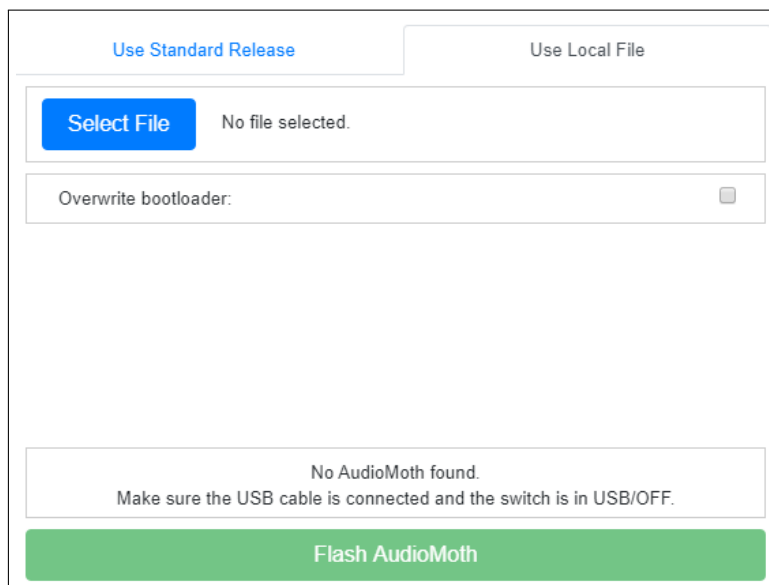 Use Standard Release
Use Local File
Select File
No file selected.
Overwrite bootloader:
No AudioMoth found.
Make sure the USB cable is connected and the switch is in USB/OFF.
Flash AudioMoth